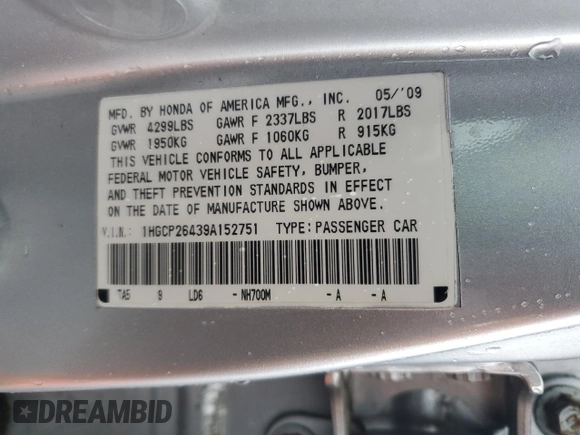 MFD. BY HONDA OF AMERICA MFG., INC. 05/'09
GVWR 4299LBS GAWR F 2337LBS R 2017LBS
GVWR 1950KG GAWR F 1060KG R 915KG
THIS VEHICLE CONFORMS TO ALL APPLICABLE
FEDERAL MOTOR VEHICLE SAFETY, BUMPER,
AND THEFT PREVENTION STANDARDS IN EFFECT
ON THE DATE OF MANUFACTURE SHOWN ABOVE.
V.I.N.: 1HGCP26439A152751 TYPE: PASSENGER CAR
TA5 9 LD6 - NH700M - A - A
DREAMBID